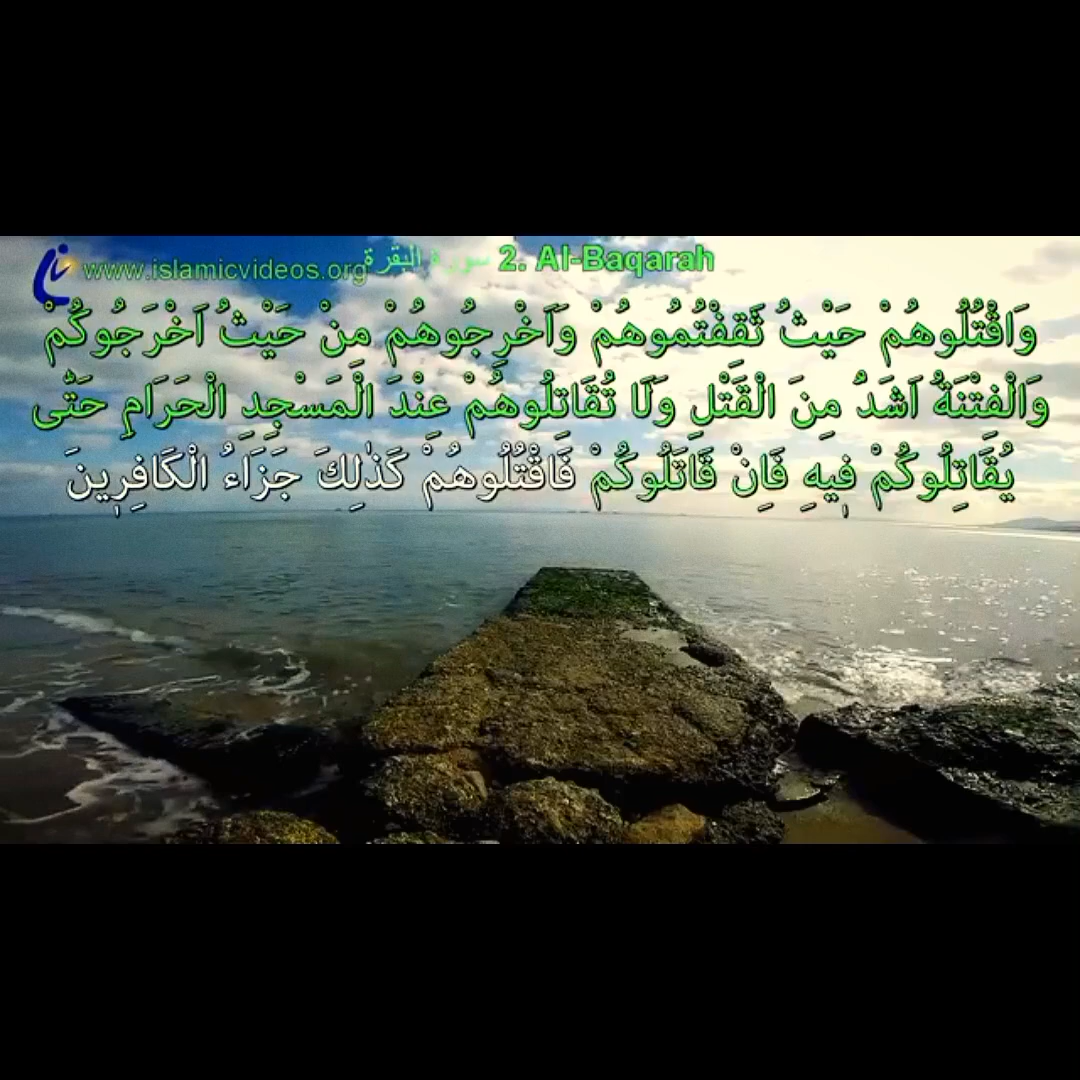 www.islamicvideos.org
سورة البقرة 2. Al-Baqarah
وَاقْتُلُوهُمْ حَيْثُ ثَقِفْتُمُوهُمْ وَاَخْرِجُوهُمْ مِنْ حَيْثُ اَخْرَجُوكُمْ
وَالْفِتْنَةُ اَشَدُّ مِنَ الْقَتْلِ وَلَا تُقَاتِلُوهُمْ عِنْدَ الْمَسْجِدِ الْحَرَامِ حَتّٰى
يُقَاتِلُوكُمْ فٖيهِ فَاِنْ قَاتَلُوكُمْ فَاقْتُلُوهُمْ كَذٰلِكَ جَزَاءُ الْكَافِرٖينَ